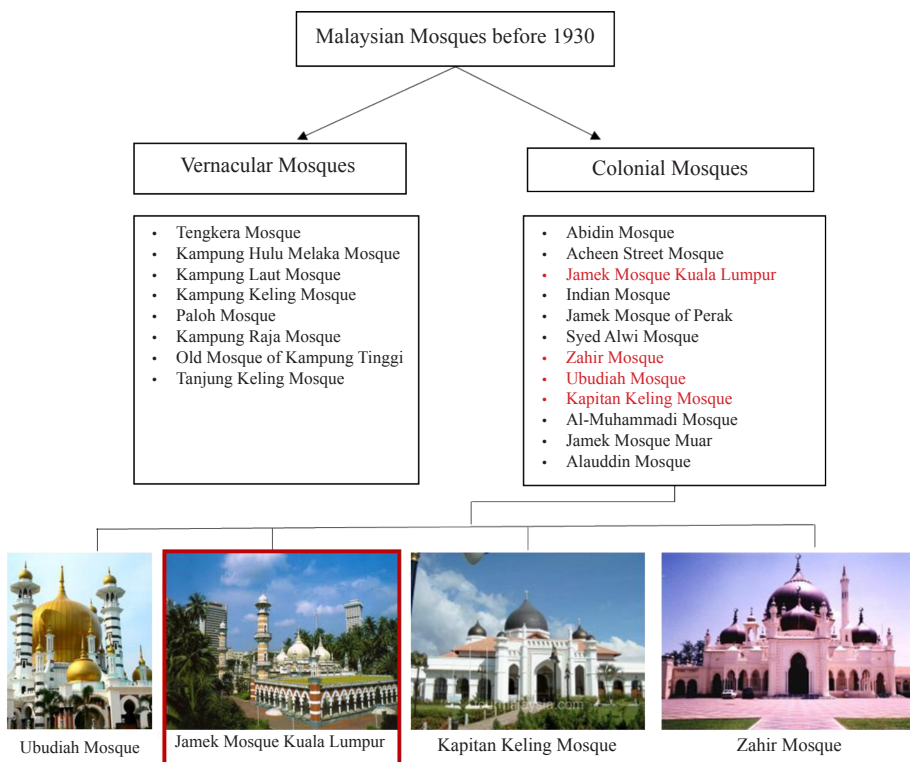 Malaysian Mosques before 1930
Vernacular Mosques
Colonial Mosques
• Tengkera Mosque
• Kampung Hulu Melaka Mosque
• Kampung Laut Mosque
• Kampung Keling Mosque
• Paloh Mosque
• Kampung Raja Mosque
• Old Mosque of Kampung Tinggi
• Tanjung Keling Mosque
• Abidin Mosque
• Acheen Street Mosque
• Jamek Mosque Kuala Lumpur
• Indian Mosque
• Jamek Mosque of Perak
• Syed Alwi Mosque
• Zahir Mosque
• Ubudiah Mosque
• Kapitan Keling Mosque
• Al-Muhammadi Mosque
• Jamek Mosque Muar
• Alauddin Mosque
Ubudiah Mosque
Jamek Mosque Kuala Lumpur
Kapitan Keling Mosque
Zahir Mosque